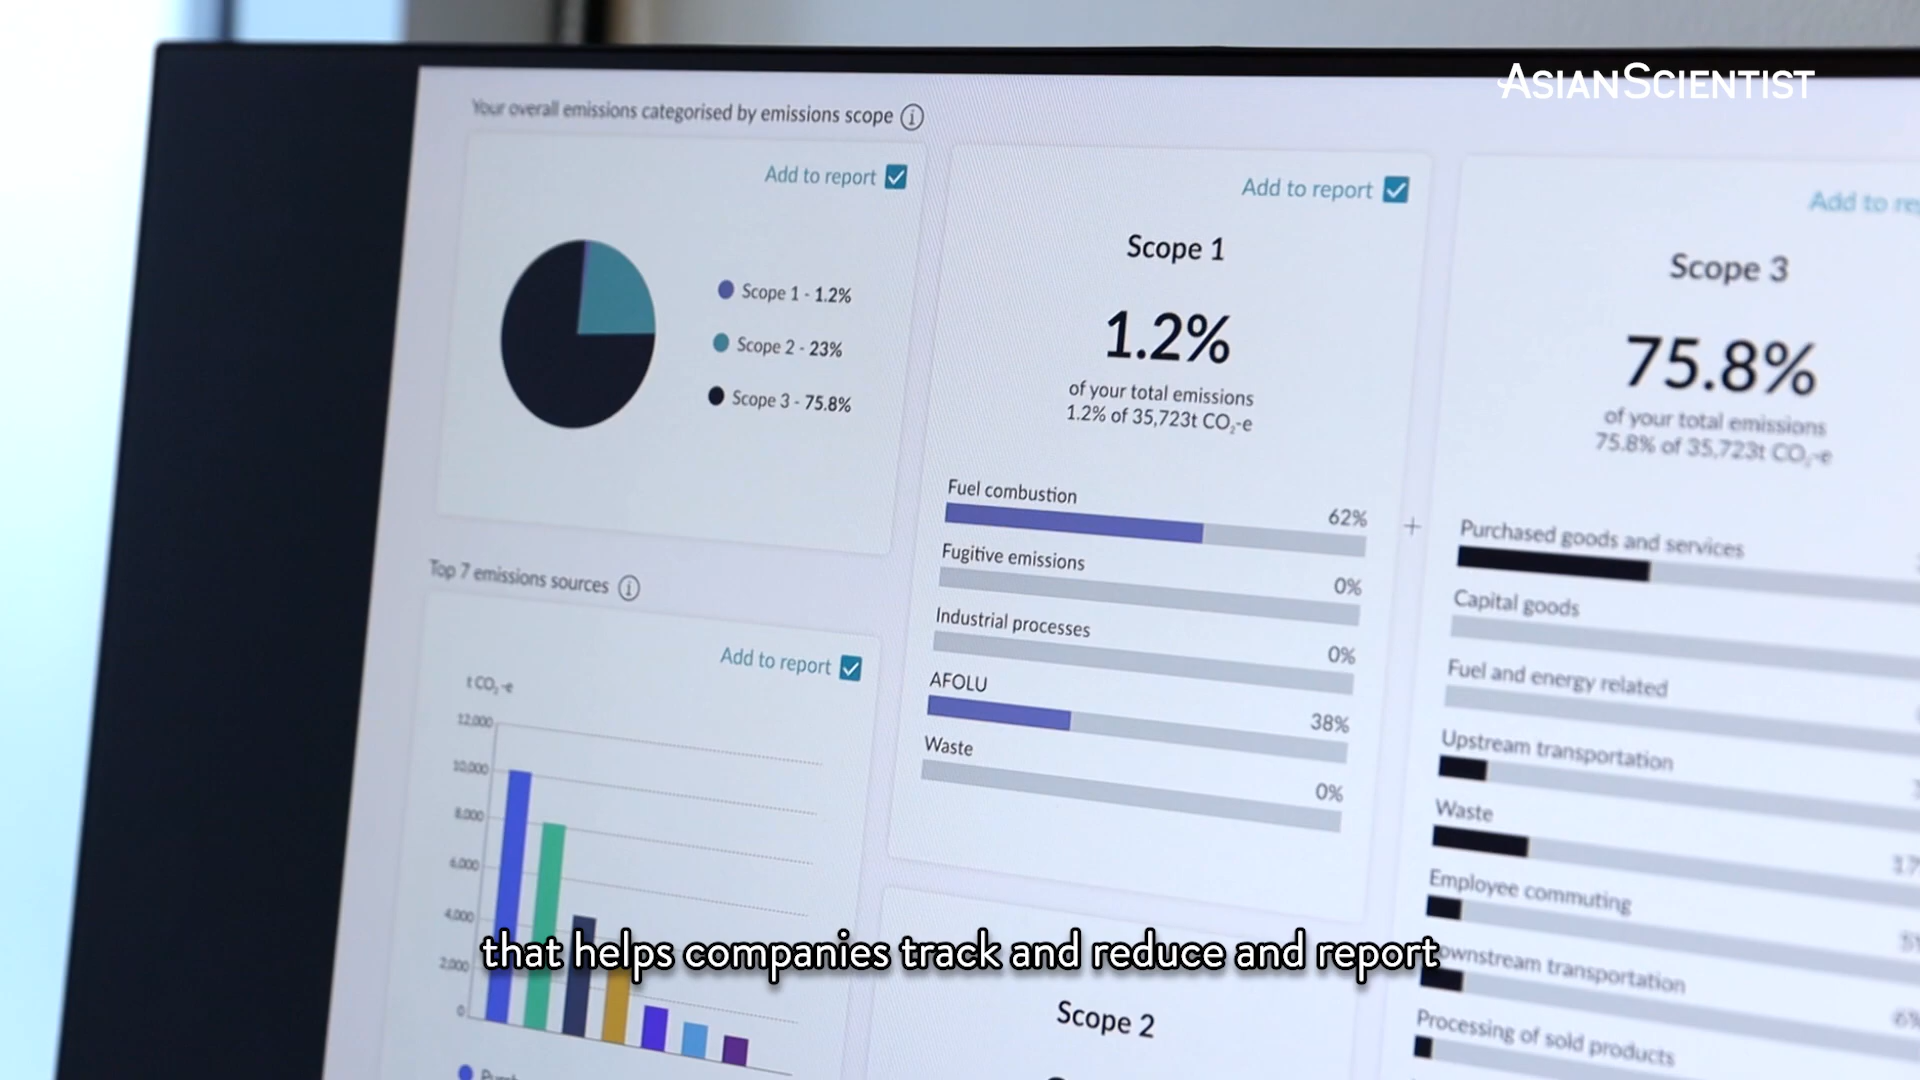 ASIANSCIENTIST
Your overall emissions categorised by emissions scope
Add to report
Scope 1 - 1.2%
Scope 2 - 23%
Scope 3 - 75.8%
Top 7 emissions sources
Add to report
t CO₂-e
12,000
10,000
8,000
6,000
4,000
2,000
0
Add to report
Scope 1
1.2%
of your total emissions
1.2% of 35,723t CO₂-e
Fuel combustion
62%
Fugitive emissions
0%
Industrial processes
0%
AFOLU
38%
Waste
0%
Scope 2
Add to
Scope 3
75.8%
of your total emissions
75.8% of 35,723t CO₂-e
Purchased goods and services
Capital goods
Fuel and energy related
Upstream transportation
Waste
Employee commuting
ownstream transportation
Processing of sold products
that helps companies track and reduce and report